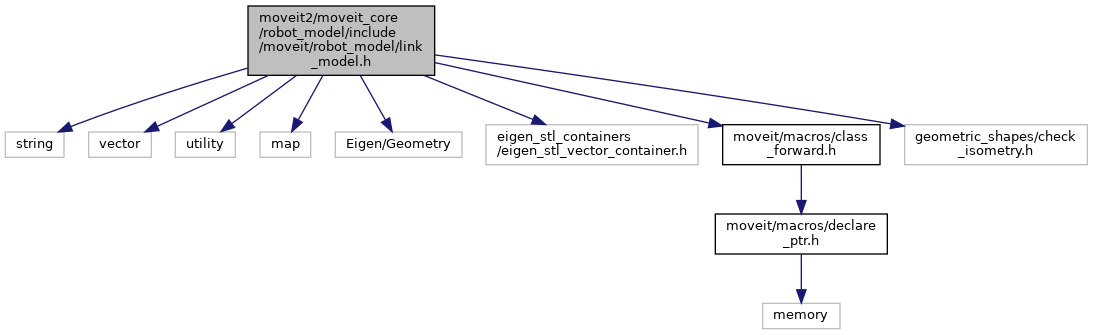 moveit2/moveit_core
/robot_model/include
/moveit/robot_model/link
_model.h
string
vector
utility
map
Eigen/Geometry
eigen_stl_containers
/eigen_stl_vector_container.h
moveit/macros/class
_forward.h
geometric_shapes/check
_isometry.h
moveit/macros/declare
_ptr.h
memory